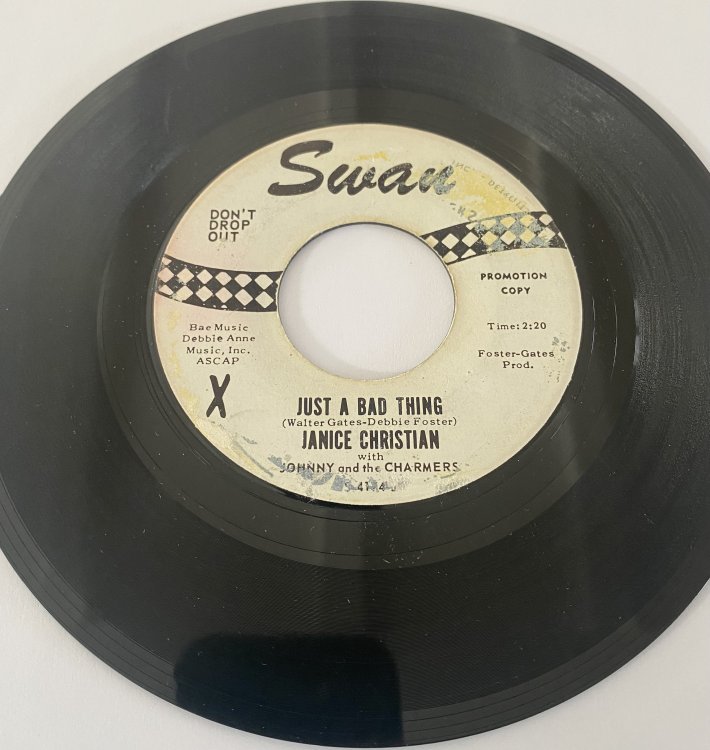 Swan
DON'T
DROP
OUT
PROMOTION
COPY
Bae Music
Debbie Anne
Music, Inc.
ASCAP
Time: 2:20
Foster-Gates
Prod.
X
JUST A BAD THING
(Walter Gates-Debbie Foster)
JANICE CHRISTIAN
with
JOHNNY and the CHARMERS